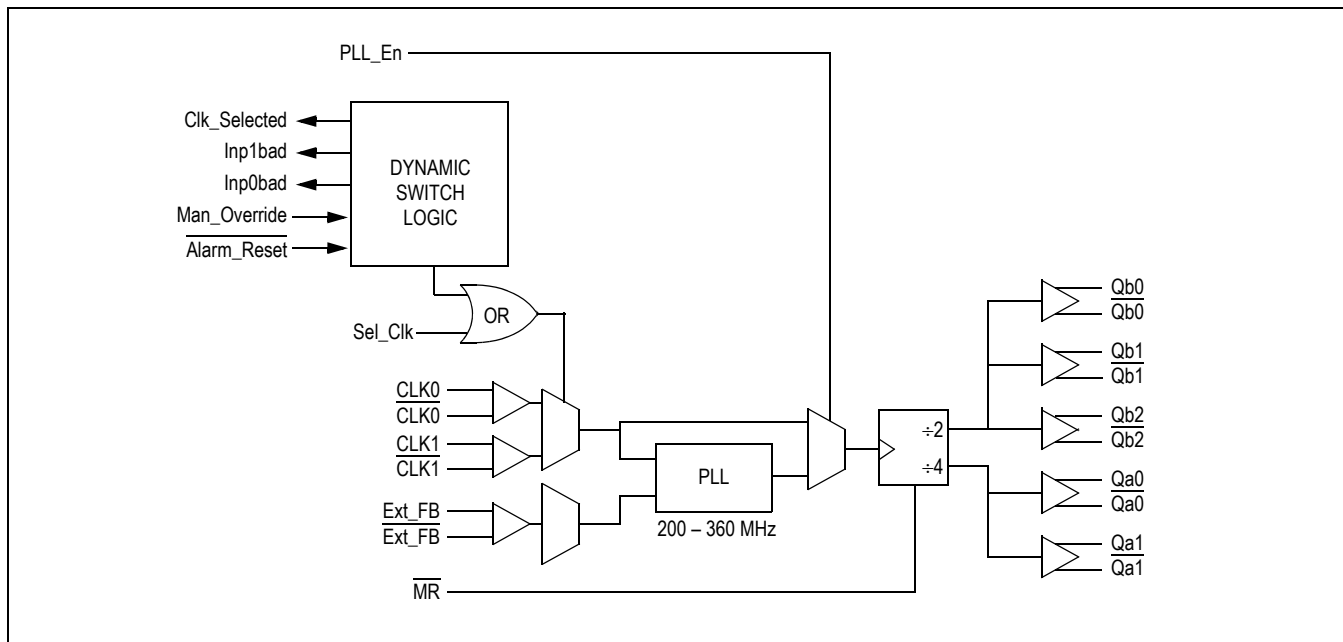 PLL_En
Clk_Selected
Inp1bad
Inp0bad
Man_Override
Alarm_Reset
DYNAMIC
SWITCH
LOGIC
OR
Sel_Clk
CLK0
CLK0
CLK1
CLK1
Ext_FB
Ext_FB
PLL
200 – 360 MHz
MR
÷2
÷4
Qb0
Qb0
Qb1
Qb1
Qb2
Qb2
Qa0
Qa0
Qa1
Qa1